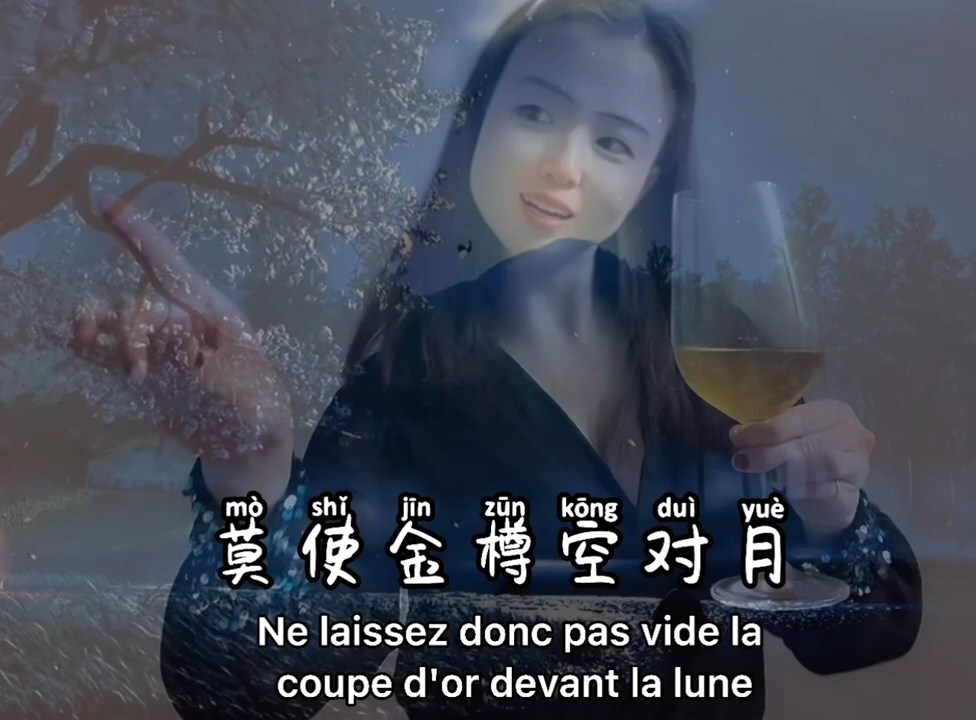 mò shǐ jīn zūn kōng duì yuè
莫使金樽空对月
Ne laissez donc pas vide la
coupe d'or devant la lune